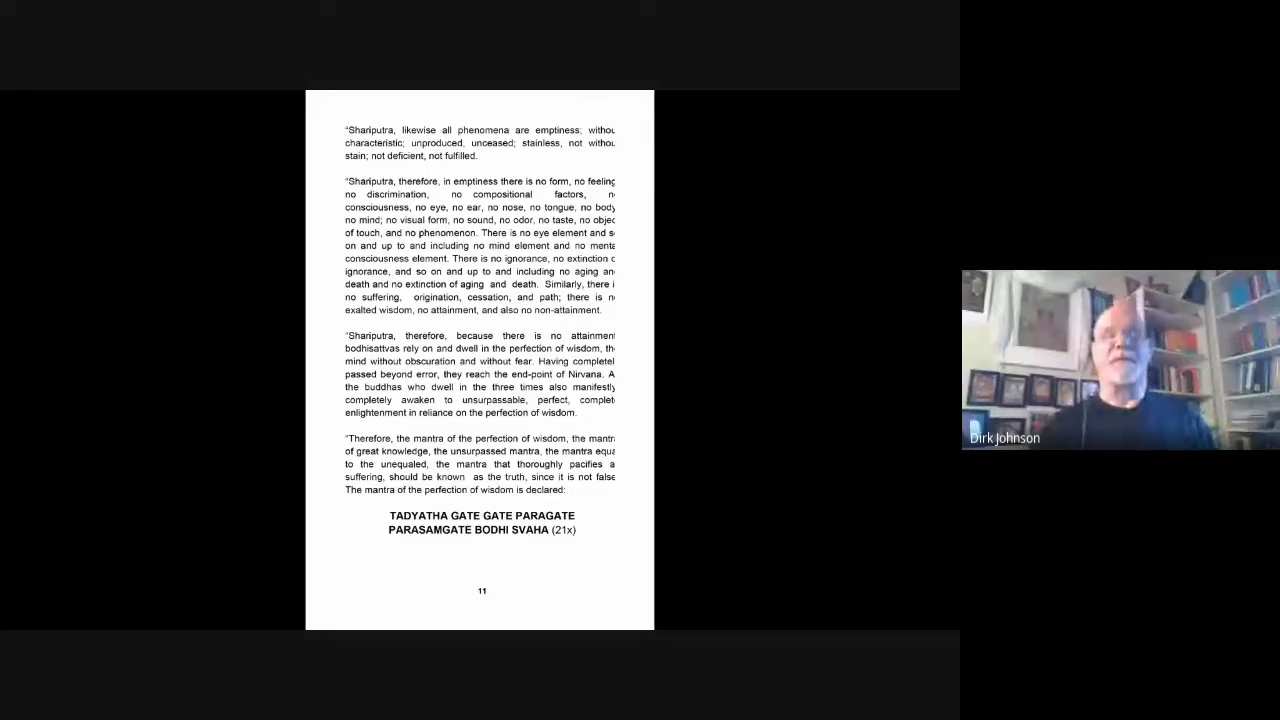 “Shariputra, likewise all phenomena are emptiness; withou
characteristic; unproduced, unceased; stainless, not withou
stain; not deficient, not fulfilled.
“Shariputra, therefore, in emptiness there is no form, no feeling
no discrimination, no compositional factors, n
consciousness, no eye, no ear, no nose, no tongue, no body
no mind; no visual form, no sound, no odor, no taste, no objec
of touch, and no phenomenon. There is no eye element and s
on and up to and including no mind element and no menta
consciousness element. There is no ignorance, no extinction o
ignorance, and so on and up to and including no aging an
death and no extinction of aging and death. Similarly, there i
no suffering, origination, cessation, and path; there is n
exalted wisdom, no attainment, and also no non-attainment.
“Shariputra, therefore, because there is no attainment
bodhisattvas rely on and dwell in the perfection of wisdom, th
mind without obscuration and without fear. Having completel
passed beyond error, they reach the end-point of Nirvana. A
the buddhas who dwell in the three times also manifestly
completely awaken to unsurpassable, perfect, complet
enlightenment in reliance on the perfection of wisdom.
“Therefore, the mantra of the perfection of wisdom, the mantr
of great knowledge, the unsurpassed mantra, the mantra equa
to the unequaled, the mantra that thoroughly pacifies a
suffering, should be known as the truth, since it is not false
The mantra of the perfection of wisdom is declared:
TADYATHA GATE GATE PARAGATE
PARASAMGATE BODHI SVAHA (21x)
11
Dirk Johnson